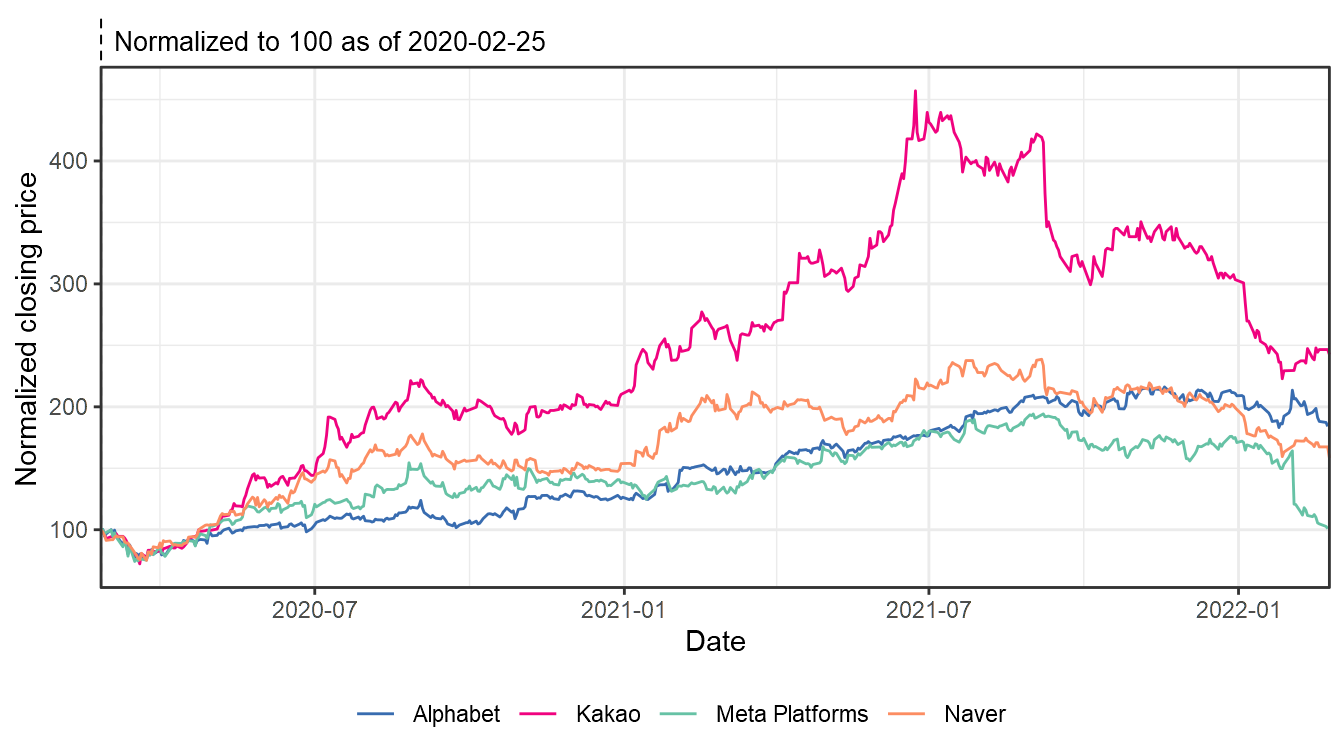 Normalized to 100 as of 2020-02-25
Normalized closing price
400
300
200
100
2020-07
2021-01
2021-07
2022-01
Date
Alphabet
Kakao
Meta Platforms
Naver